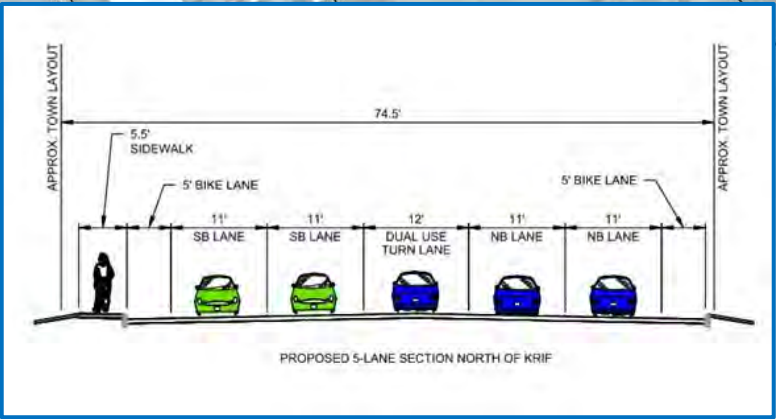 APPROX. TOWN LAYOUT
74.5'
APPROX. TOWN LAYOUT
5.5'
SIDEWALK
5' BIKE LANE
5' BIKE LANE
11'
SB LANE
11'
SB LANE
12'
DUAL USE
TURN LANE
11'
NB LANE
11'
NB LANE
PROPOSED 5-LANE SECTION NORTH OF KRIF